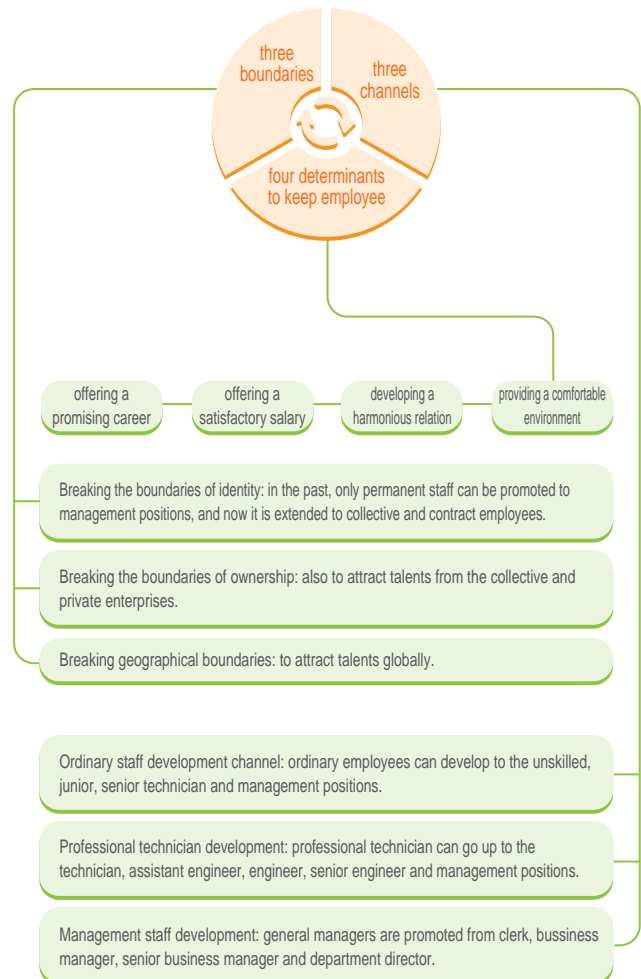 three
boundaries
three
channels
four determinants
to keep employee
offering a
promising career
offering a
satisfactory salary
developing a
harmonious relation
providing a comfortable
environment
Breaking the boundaries of identity: in the past, only permanent staff can be promoted to
management positions, and now it is extended to collective and contract employees.
Breaking the boundaries of ownership: also to attract talents from the collective and
private enterprises.
Breaking geographical boundaries: to attract talents globally.
Ordinary staff development channel: ordinary employees can develop to the unskilled,
junior, senior technician and management positions.
Professional technician development: professional technician can go up to the
technician, assistant engineer, engineer, senior engineer and management positions.
Management staff development: general managers are promoted from clerk, bussiness
manager, senior business manager and department director.